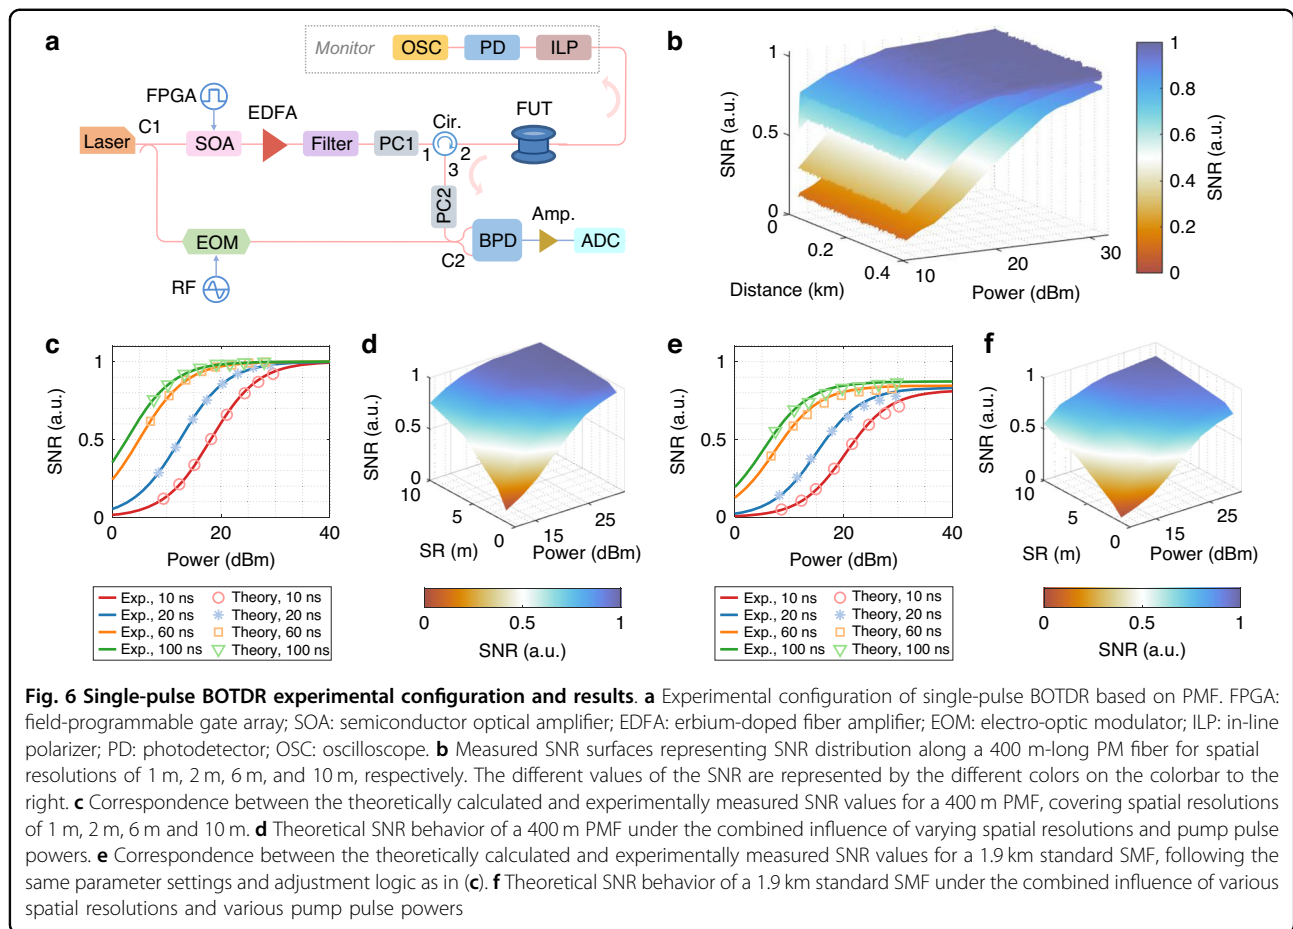 a
Monitor
OSC
PD
ILP
FPGA
EDFA
FUT
C1
Cir.
Laser
SOA
Filter
PC1
1
2
3
PC2
Amp.
EOM
BPD
ADC
C2
RF
b
SNR (a.u.)
1
0.5
0
0
0.2
0.4
10
20
30
Distance (km)
Power (dBm)
1
0.8
0.6
0.4
0.2
0
SNR (a.u.)
c
SNR (a.u.)
1
0.5
0
0
20
40
Power (dBm)
Exp., 10 ns
Theory, 10 ns
Exp., 20 ns
Theory, 20 ns
Exp., 60 ns
Theory, 60 ns
Exp., 100 ns
Theory, 100 ns
d
SNR (a.u.)
1
0.5
0
10
5
0
15
25
SR (m)
Power (dBm)
0
0.5
1
SNR (a.u.)
e
SNR (a.u.)
1
0.5
0
0
20
40
Power (dBm)
Exp., 10 ns
Theory, 10 ns
Exp., 20 ns
Theory, 20 ns
Exp., 60 ns
Theory, 60 ns
Exp., 100 ns
Theory, 100 ns
f
SNR (a.u.)
1
0.5
0
10
5
0
15
25
SR (m)
Power (dBm)
0
0.5
1
SNR (a.u.)
Fig. 6 Single-pulse BOTDR experimental configuration and results. a Experimental configuration of single-pulse BOTDR based on PMF. FPGA:
field-programmable gate array; SOA: semiconductor optical amplifier; EDFA: erbium-doped fiber amplifier; EOM: electro-optic modulator; ILP: in-line
polarizer; PD: photodetector; OSC: oscilloscope. b Measured SNR surfaces representing SNR distribution along a 400 m-long PM fiber for spatial
resolutions of 1 m, 2 m, 6 m, and 10 m, respectively. The different values of the SNR are represented by the different colors on the colorbar to the
right. c Correspondence between the theoretically calculated and experimentally measured SNR values for a 400 m PMF, covering spatial resolutions
of 1 m, 2 m, 6 m and 10 m. d Theoretical SNR behavior of a 400 m PMF under the combined influence of varying spatial resolutions and pump pulse
powers. e Correspondence between the theoretically calculated and experimentally measured SNR values for a 1.9 km standard SMF, following the
same parameter settings and adjustment logic as in (c). f Theoretical SNR behavior of a 1.9 km standard SMF under the combined influence of various
spatial resolutions and various pump pulse powers